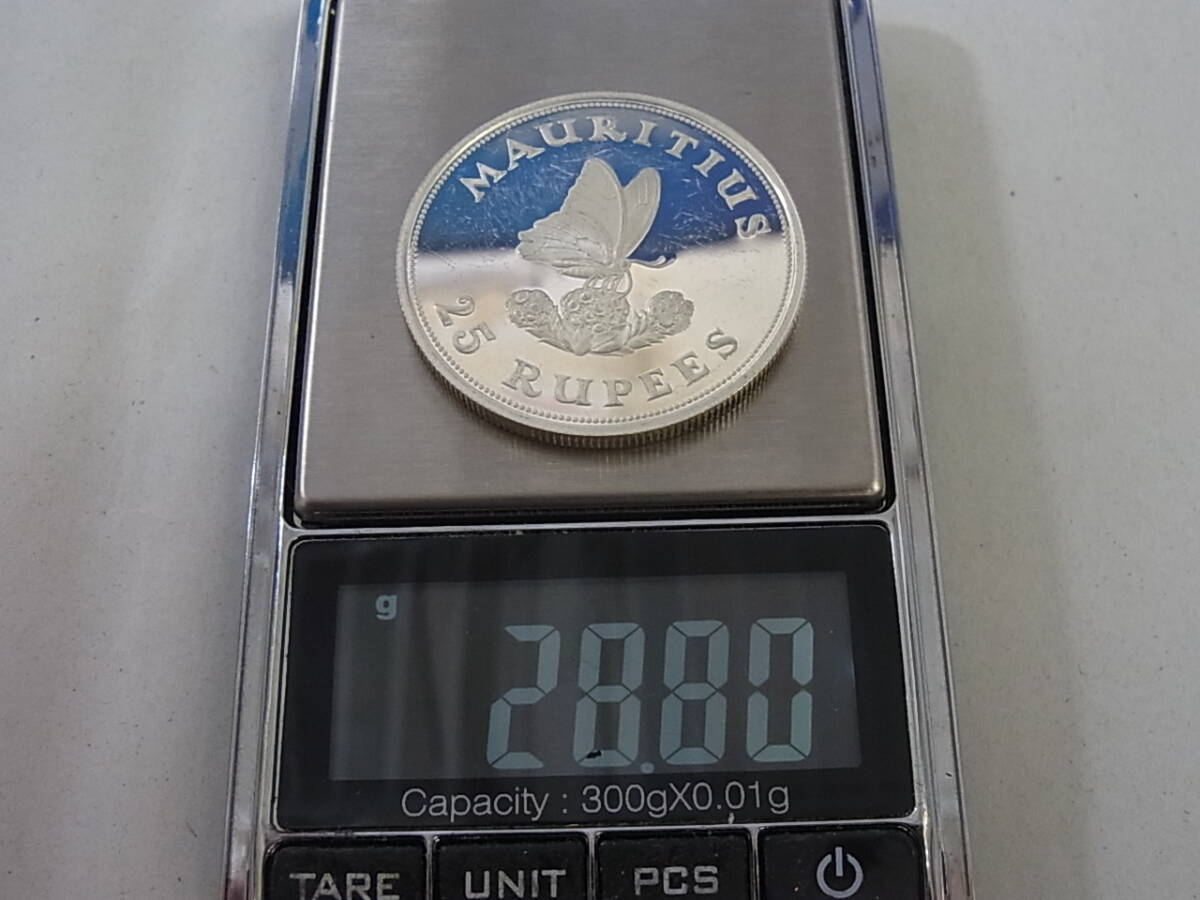 MAURITIUS
25 RUPEES
g
28.80
Capacity : 300gX0.01g
TARE UNIT PCS